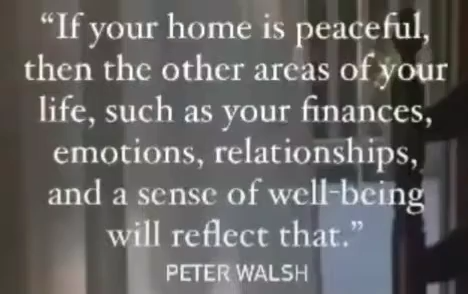 “If your home is peaceful,
then the other areas of your
life, such as your finances,
emotions, relationships,
and a sense of well-being
will reflect that.”
PETER WALSH